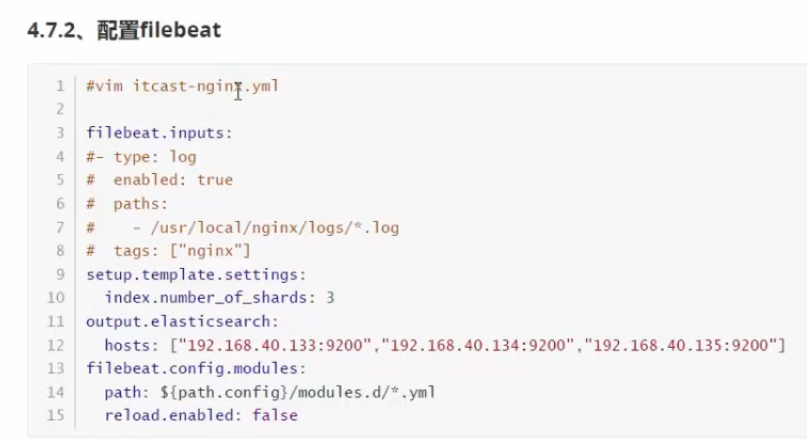 4.7.2、配置filebeat
1 #vim itcast-nginx.yml
2
3 filebeat.inputs:
4 #- type: log
5 #  enabled: true
6 #  paths:
7 #    - /usr/local/nginx/logs/*.log
8 #  tags: ["nginx"]
9 setup.template.settings:
10   index.number_of_shards: 3
11 output.elasticsearch:
12   hosts: ["192.168.40.133:9200","192.168.40.134:9200","192.168.40.135:9200"]
13 filebeat.config.modules:
14   path: ${path.config}/modules.d/*.yml
15   reload.enabled: false